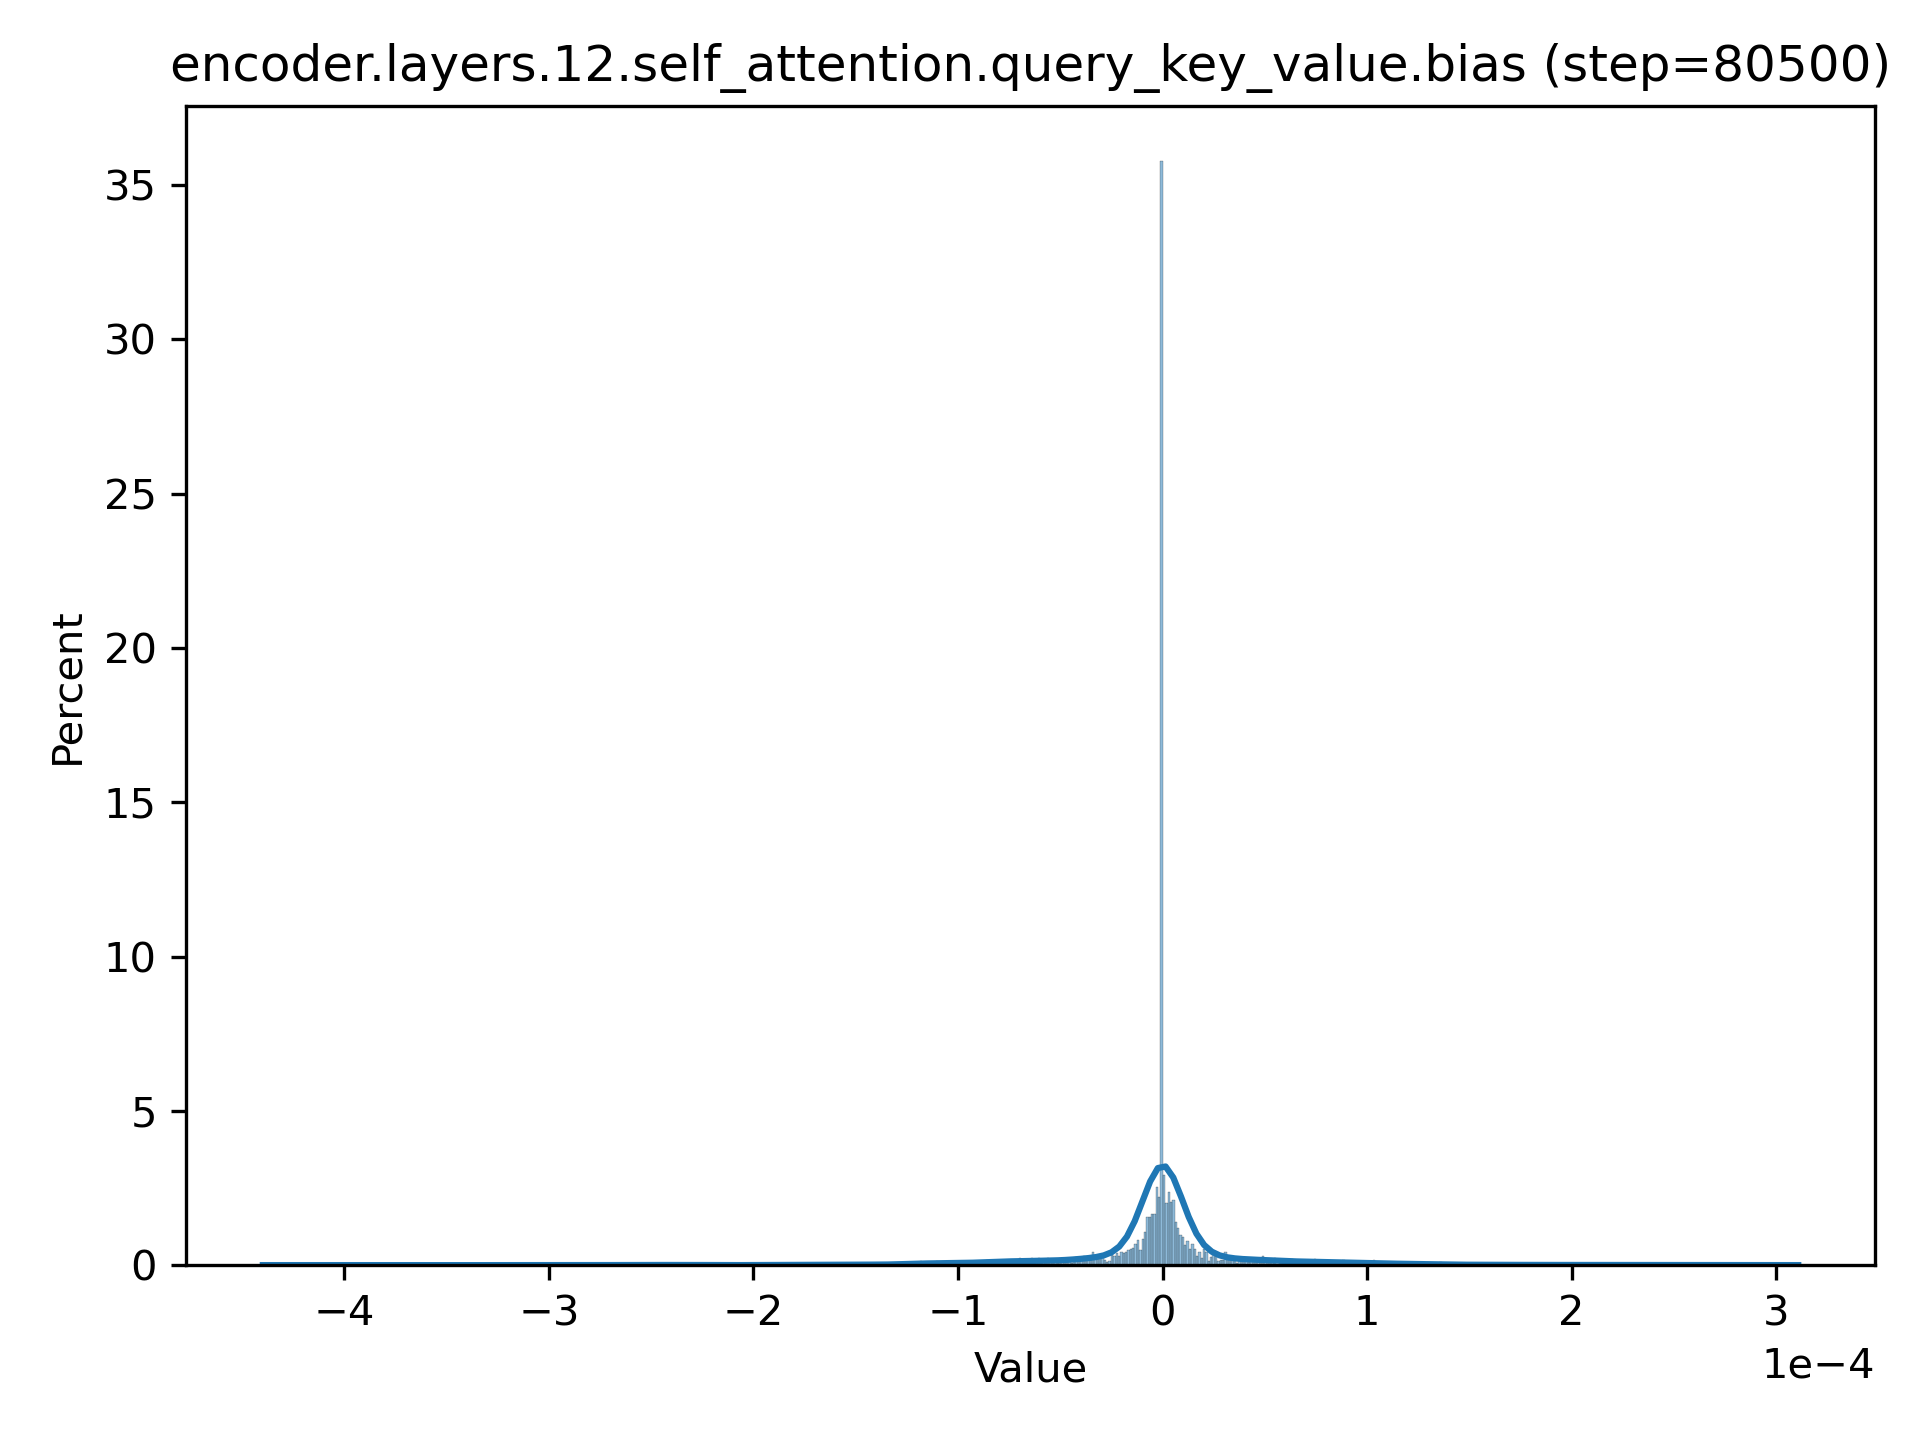 encoder.layers.12.self_attention.query_key_value.bias (step=80500)
35
30
25
20
15
10
5
0
Percent
−4 −3 −2 −1 0 1 2 3
1e−4
Value